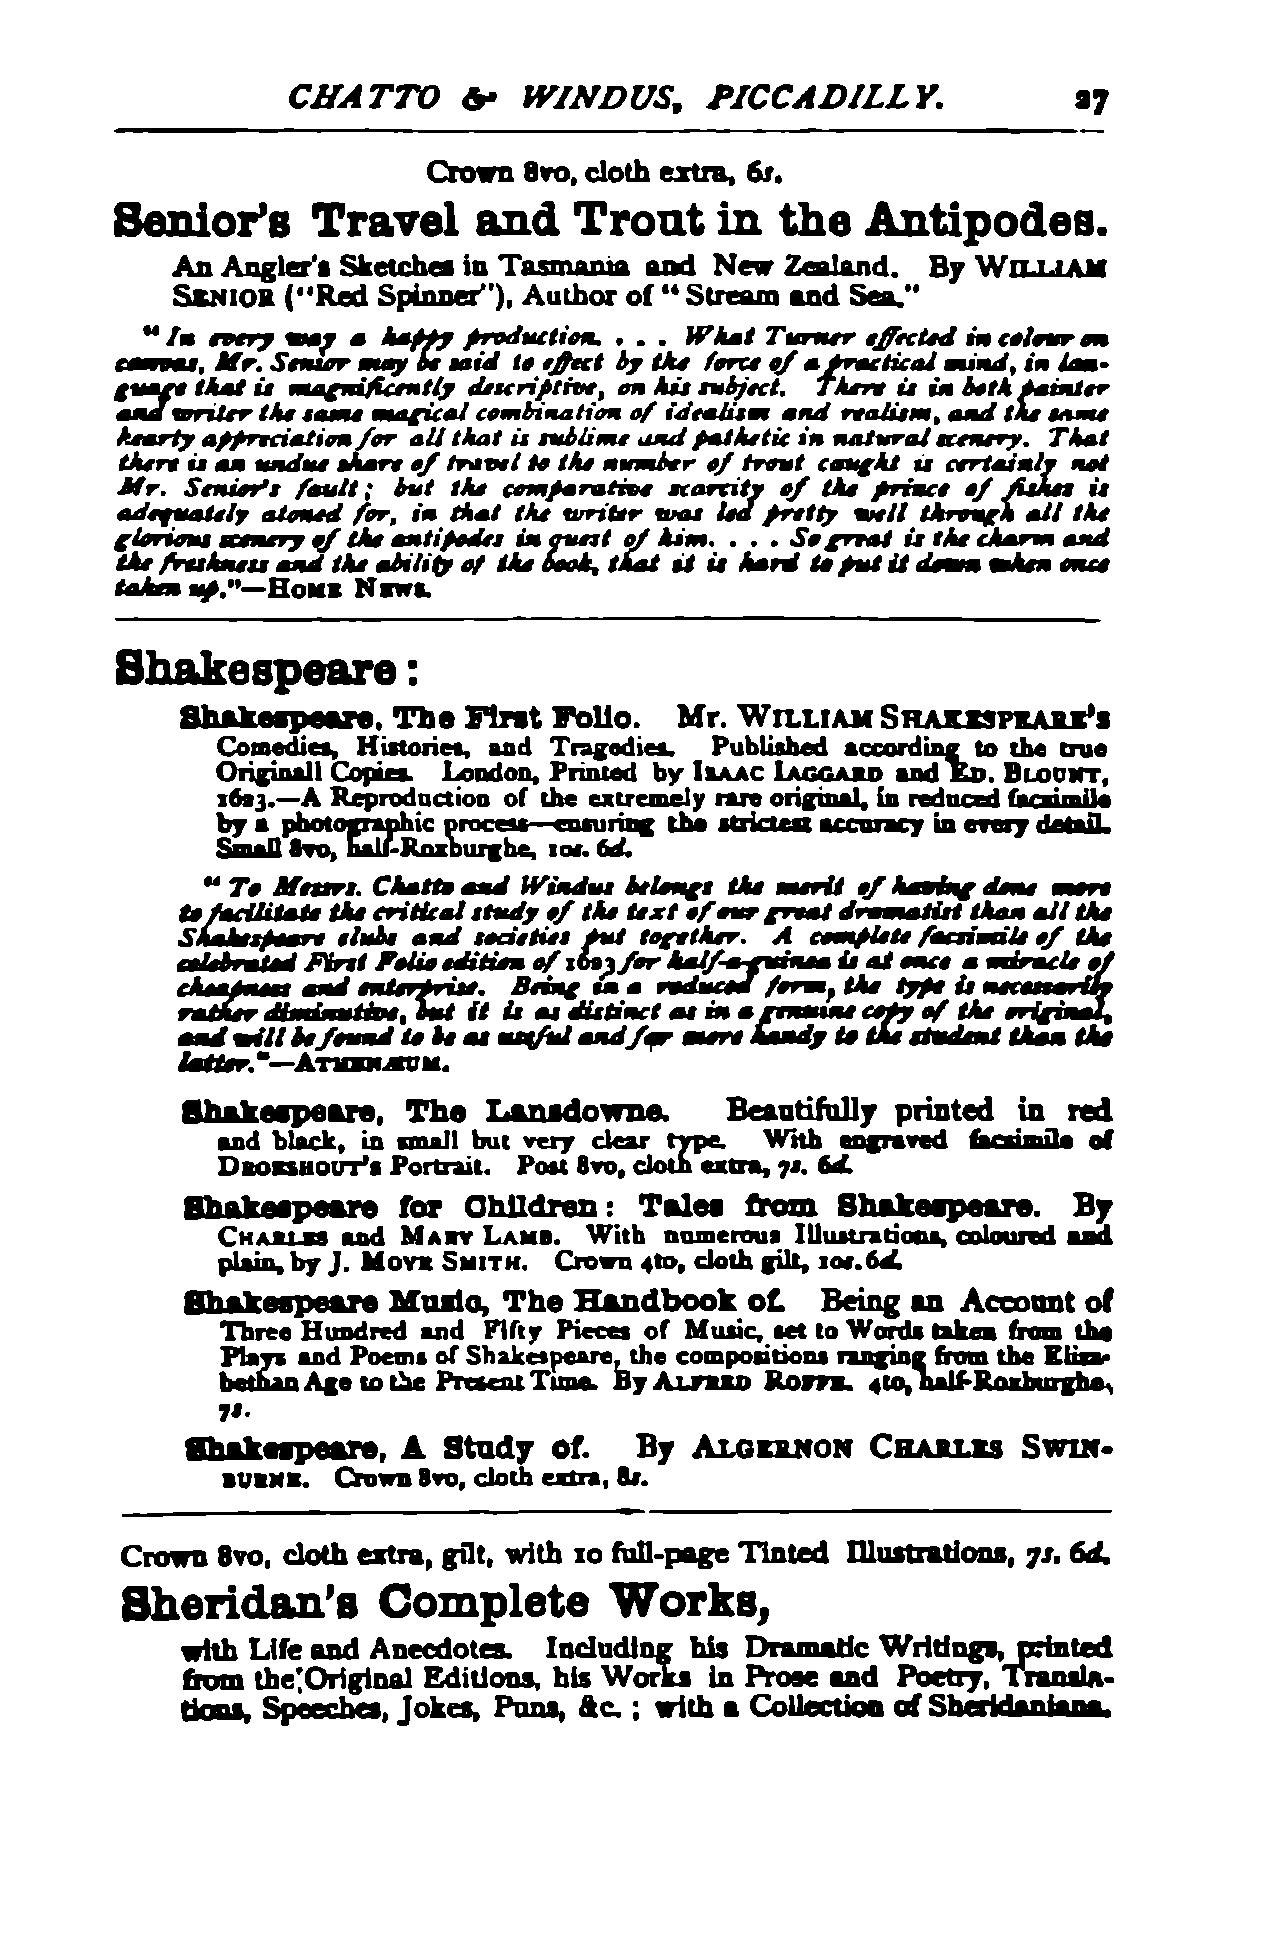 CHATTO & WINDUS, PICCADILLY. 27
Crown 8vo, cloth extra, 6s.
Senior's Travel and Trout in the Antipodes.
An Angler's Sketches in Tasmania and New Zealand. By WILLIAM
SENIOR ("Red Spinner"), Author of "Stream and Sea."
"In every way a happy production. . . . What Turner effected in colour on
canvas, Mr. Senior may be said to effect by the force of a practical mind, in lan-
guage that is magnificently descriptive, on his subject. There is in both painter
and writer the same magical combination of idealism and realism, and the same
hearty appreciation for all that is sublime and pathetic in natural scenery. That
there is an undue share of travel to the number of trout caught is certainly not
Mr. Senior's fault; but the comparative scarcity of the prince of fishes is
adequately atoned for, in that the writer was led pretty well through all the
glorious scenery of the antipodes in quest of him. . . . So great is the charm and
the freshness and the ability of the book, that it is hard to put it down when once
taken up."—HOME NEWS.
Shakespeare:
Shakespeare, The First Folio. Mr. WILLIAM SHAKESPEARE'S
Comedies, Histories, and Tragedies. Published according to the true
Originall Copies. London, Printed by ISAAC IAGGARD and ED. BLOUNT,
1623.—A Reproduction of the extremely rare original, in reduced facsimile
by a photographic process—ensuring the strictest accuracy in every detail.
Small 8vo, half-Roxburghe, 10s. 6d.
"To Messrs. Chatto and Windus belongs the merit of having done more
to facilitate the critical study of the text of our great dramatist than all the
Shakespeare clubs and societies put together. A complete facsimile of the
celebrated First Folio edition of 1623 for half-a-guinea is at once a miracle of
cheapness and enterprise. Being in a reduced form, the type is necessarily
rather diminutive, but it is as distinct as in a genuine copy of the original,
and will be found to be as useful and far more handy to the student than the
latter."—ATHENÆUM.
Shakespeare, The Lansdowne. Beautifully printed in red
and black, in small but very clear type. With engraved facsimile of
DROESHOUT'S Portrait. Post 8vo, cloth extra, 7s. 6d.
Shakespeare for Children: Tales from Shakespeare. By
CHARLES and MARY LAMB. With numerous Illustrations, coloured and
plain, by J. MOYR SMITH. Crown 4to, cloth gilt, 10s. 6d.
Shakespeare Music, The Handbook of. Being an Account of
Three Hundred and Fifty Pieces of Music, set to Words taken from the
Plays and Poems of Shakespeare, the compositions ranging from the Eliza-
bethan Age to the Present Time. By ALFRED ROFFE. 4to, half-Roxburghe,
7s.
Shakespeare, A Study of. By ALGERNON CHARLES SWIN-
BURNE. Crown 8vo, cloth extra, 8s.
Crown 8vo, cloth extra, gilt, with 10 full-page Tinted Illustrations, 7s. 6d.
Sheridan's Complete Works,
with Life and Anecdotes. Including his Dramatic Writings, printed
from the Original Editions, his Works in Prose and Poetry, Transla-
tions, Speeches, Jokes, Puns, &c.; with a Collection of Sheridaniana.